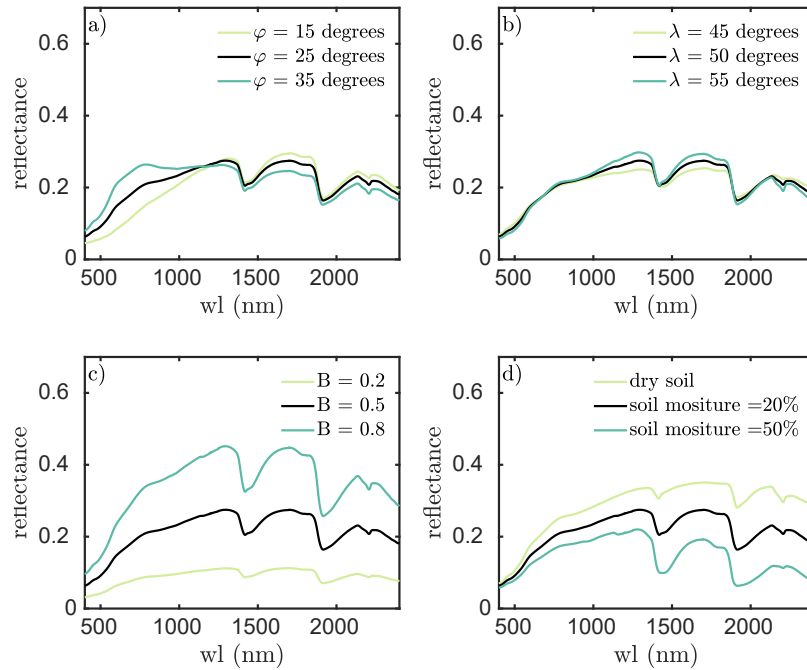 a)
φ = 15 degrees
φ = 25 degrees
φ = 35 degrees
0.6
0.4
0.2
0
reflectance
500 1000 1500 2000
wl (nm)
b)
λ = 45 degrees
λ = 50 degrees
λ = 55 degrees
0.6
0.4
0.2
0
reflectance
500 1000 1500 2000
wl (nm)
c)
B = 0.2
B = 0.5
B = 0.8
0.6
0.4
0.2
0
reflectance
500 1000 1500 2000
wl (nm)
d)
dry soil
soil mositure =20%
soil mositure =50%
0.6
0.4
0.2
0
reflectance
500 1000 1500 2000
wl (nm)